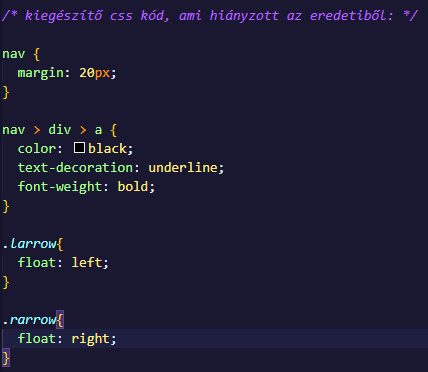 /* kiegészítő css kód, ami hiányzott az eredetiből: */
nav {
margin: 20px;
}
nav > div > a {
color: black;
text-decoration: underline;
font-weight: bold;
}
.larrow{
float: left;
}
.rarrow{
float: right;
}